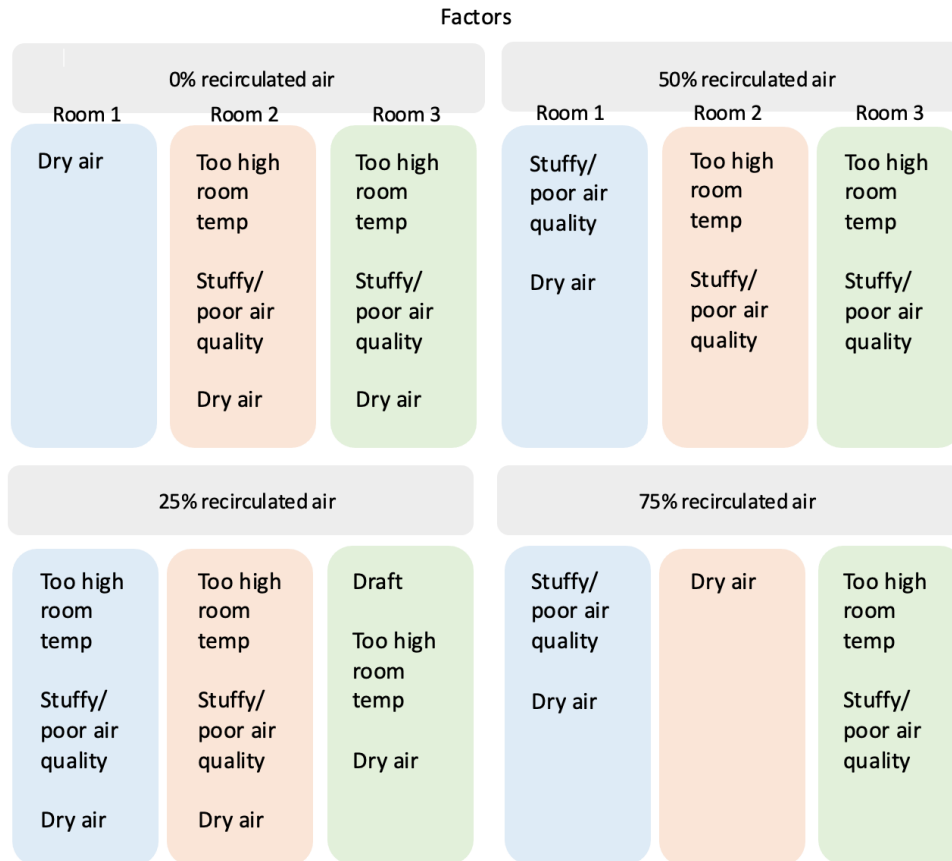 Factors
0% recirculated air
Room 1
Room 2
Room 3
Dry air
Too high
room
temp
Stuffy/
poor air
quality
Dry air
Too high
room
temp
Stuffy/
poor air
quality
Dry air
50% recirculated air
Room 1
Room 2
Room 3
Stuffy/
poor air
quality
Dry air
Too high
room
temp
Stuffy/
poor air
quality
Too high
room
temp
Stuffy/
poor air
quality
25% recirculated air
Too high
room
temp
Stuffy/
poor air
quality
Dry air
Too high
room
temp
Stuffy/
poor air
quality
Dry air
Draft
Too high
room
temp
Dry air
75% recirculated air
Stuffy/
poor air
quality
Dry air
Dry air
Too high
room
temp
Stuffy/
poor air
quality